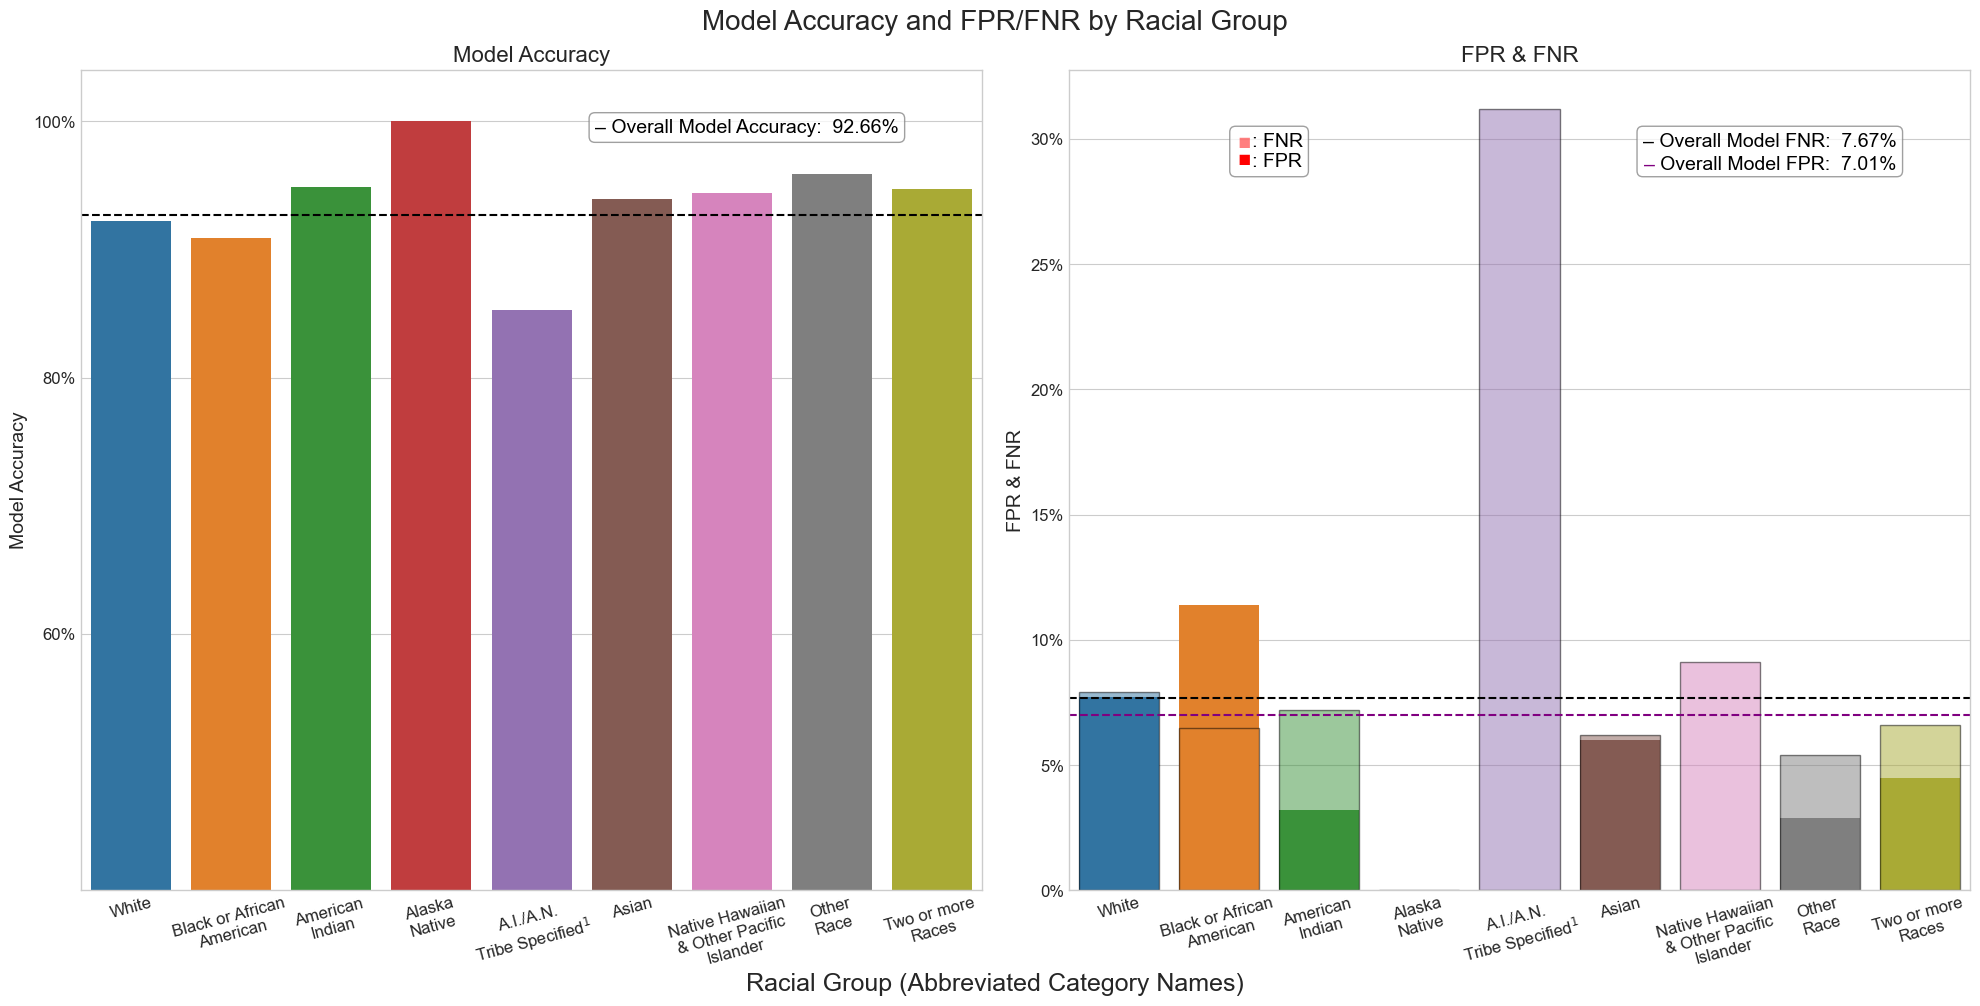 Model Accuracy and FPR/FNR by Racial Group
Model Accuracy
100%
80%
60%
Model Accuracy
– Overall Model Accuracy:  92.66%
White
Black or African
American
American
Indian
Alaska
Native
A.I./A.N.
Tribe Specified¹
Asian
Native Hawaiian
& Other Pacific
Islander
Other
Race
Two or more
Races
FPR & FNR
30%
25%
20%
15%
10%
5%
0%
FPR & FNR
■: FNR
■: FPR
– Overall Model FNR:  7.67%
– Overall Model FPR:  7.01%
White
Black or African
American
American
Indian
Alaska
Native
A.I./A.N.
Tribe Specified¹
Asian
Native Hawaiian
& Other Pacific
Islander
Other
Race
Two or more
Races
Racial Group (Abbreviated Category Names)